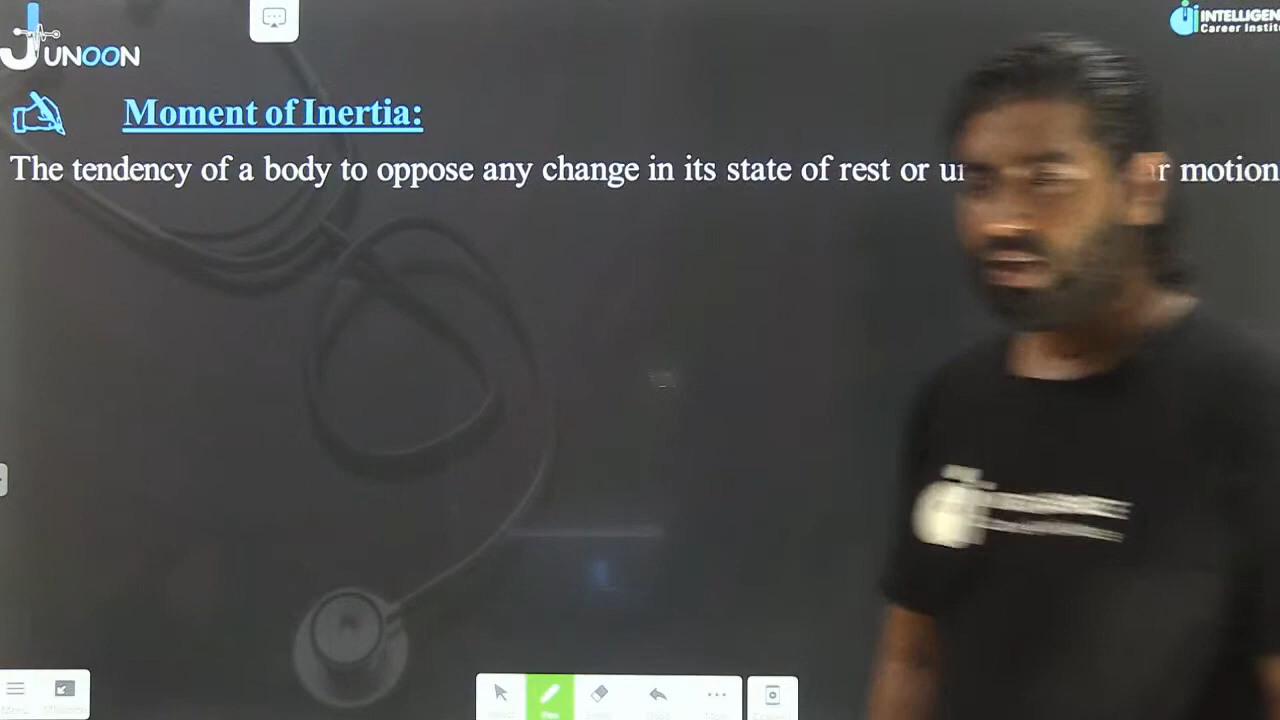 JUNOON
INTELLIGEN
Career Instit
Moment of Inertia:
The tendency of a body to oppose any change in its state of rest or motion
Pen